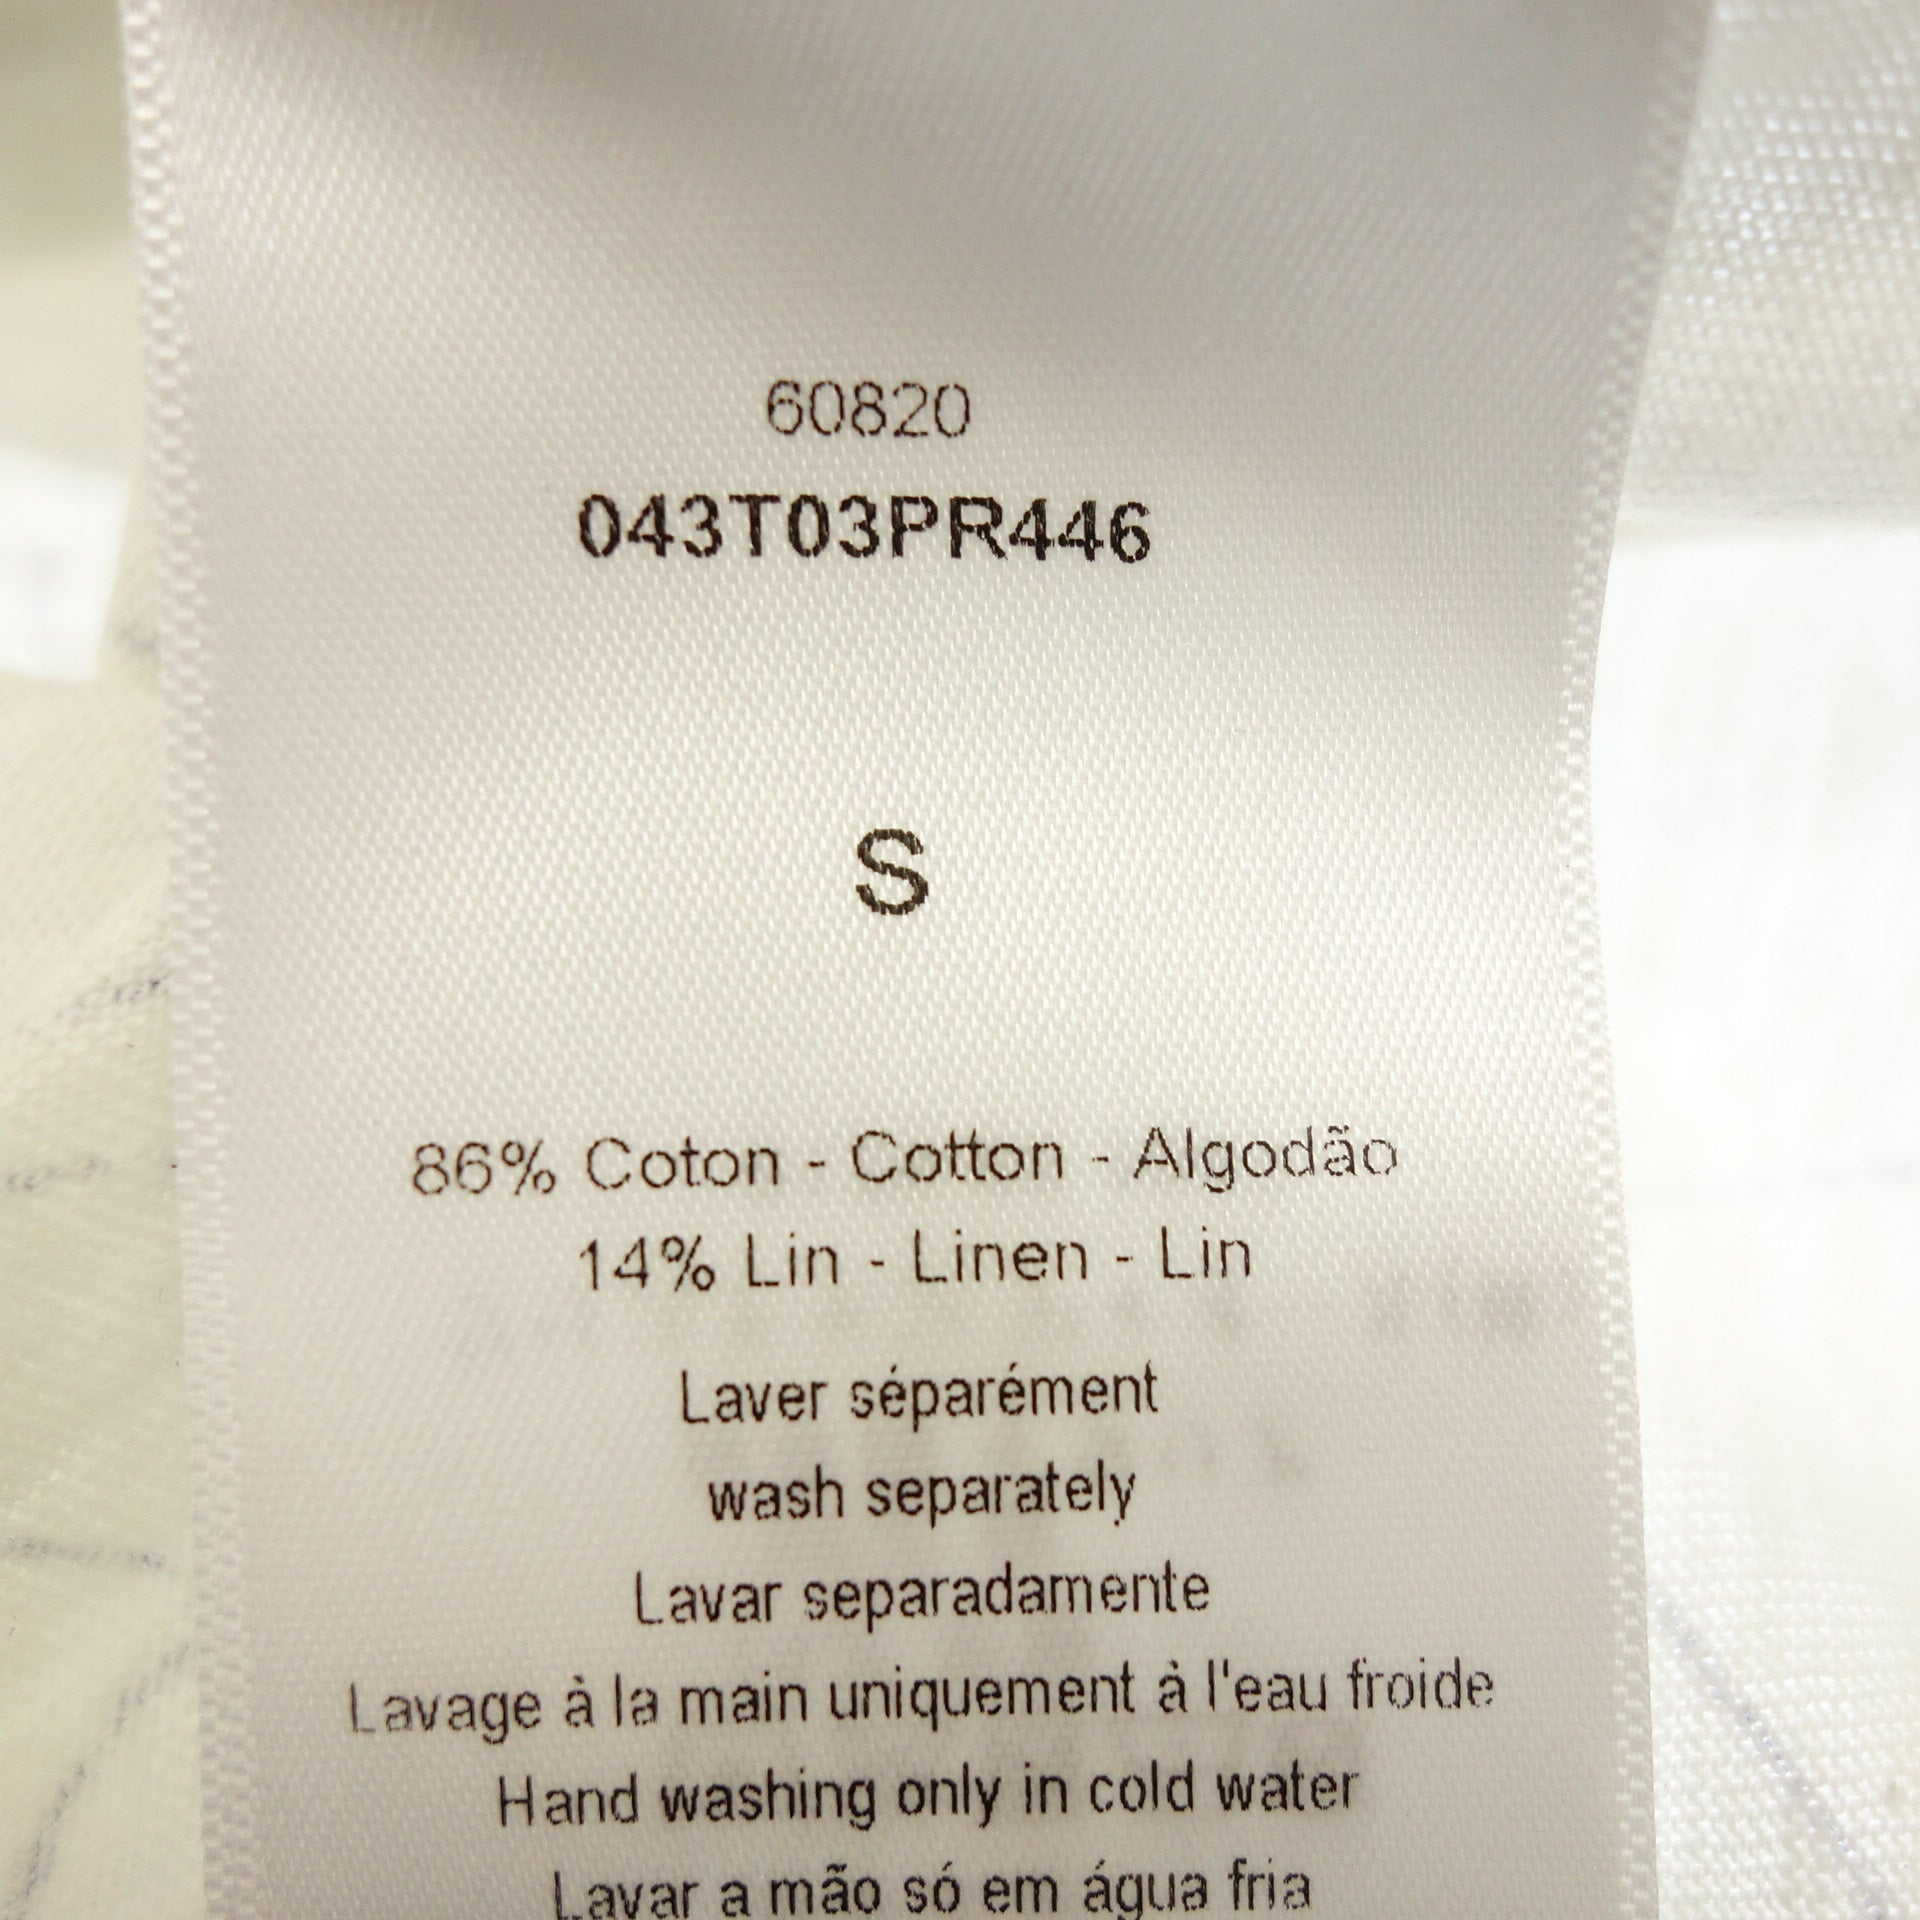 60820
043T03PR446
S
86% Coton - Cotton - Algodão
14% Lin - Linen - Lin
Laver séparément
wash separately
Lavar separadamente
Lavage à la main uniquement à l'eau froide
Hand washing only in cold water
Lavar a mão só em água fria